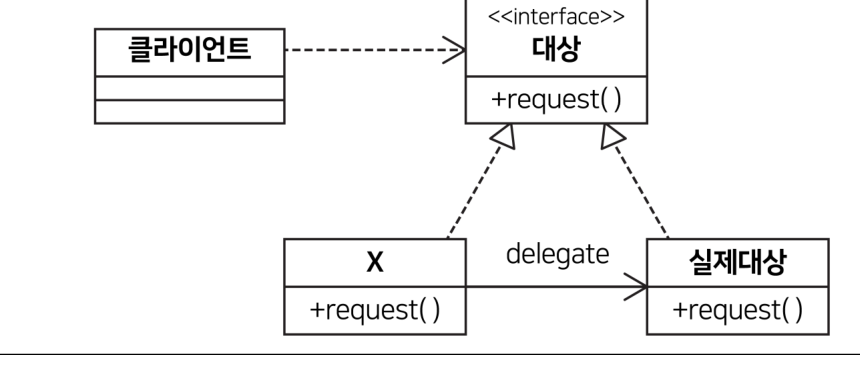 <<interface>>
클라이언트
대상
+request( )
delegate
X
실제대상
+request( )
+request( )